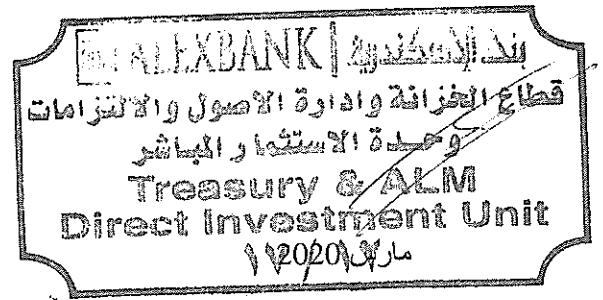 ALEXBANK | بنك الإسكندرية
قطاع الخزانة وادارة الاصول والالتزامات
وحدة الاستثمار المباشر
Treasury & ALM
Direct Investment Unit
مارس 2020